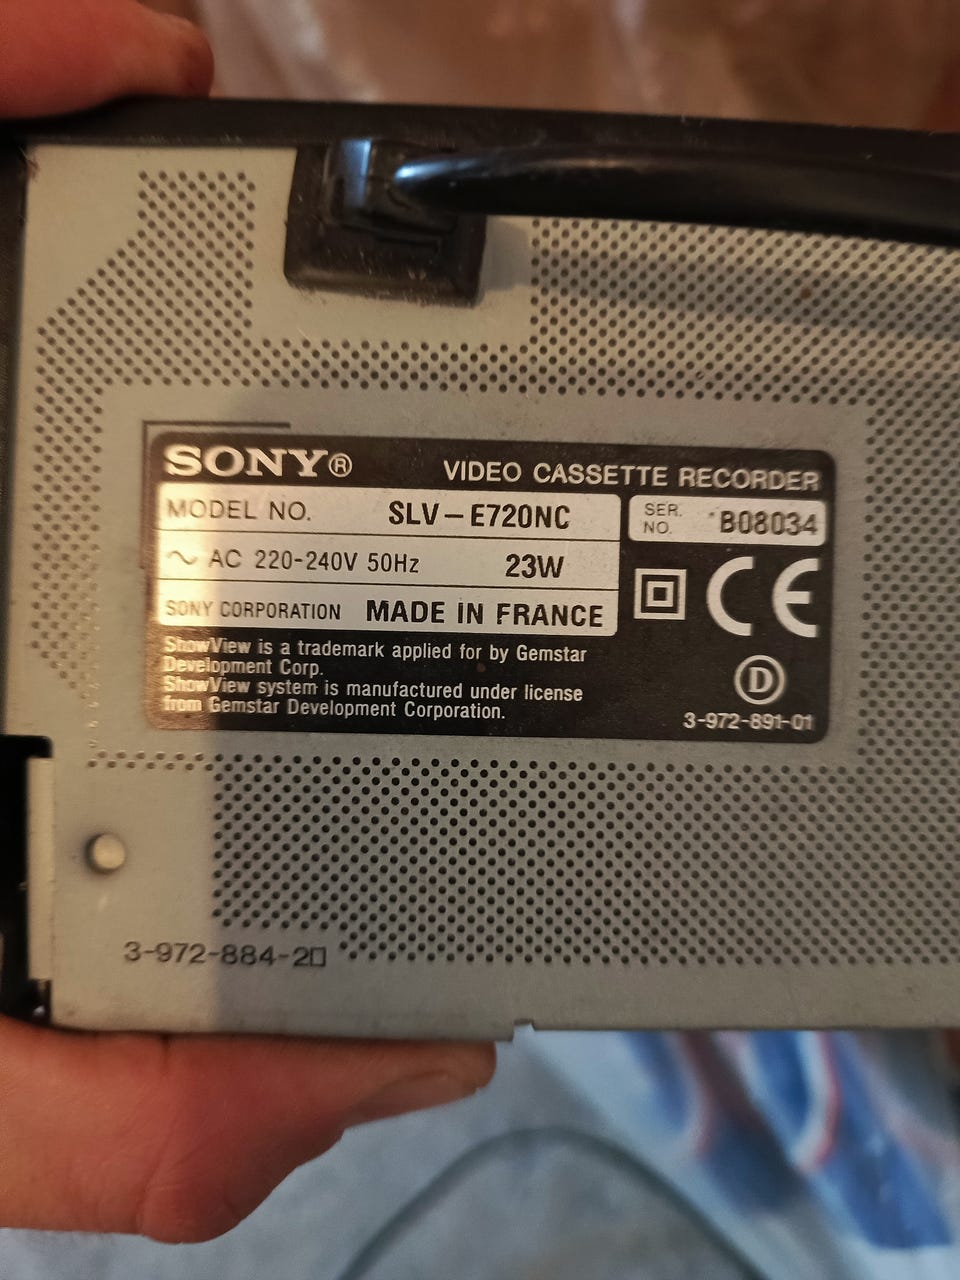 SONY®
VIDEO CASSETTE RECORDER
MODEL NO. SLV-E720NC
SER. NO. B08034
~ AC 220-240V 50Hz 23W
SONY CORPORATION MADE IN FRANCE
ShowView is a trademark applied for by Gemstar
Development Corp.
ShowView system is manufactured under license
from Gemstar Development Corporation.
CE
D
3-972-891-01
3-972-884-2